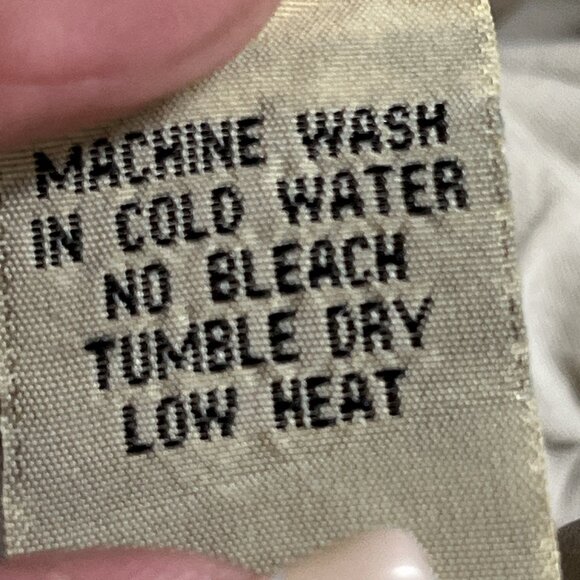 MACHINE WASH
IN COLD WATER
NO BLEACH
TUMBLE DRY
LOW HEAT